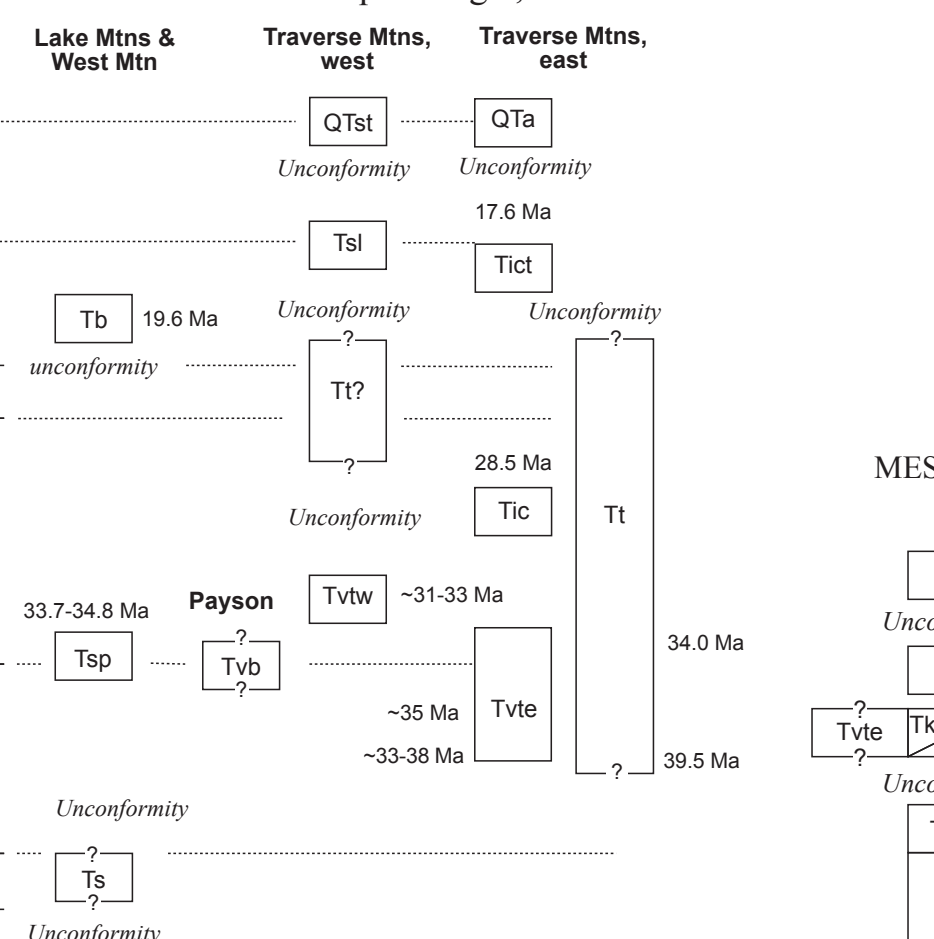 Lake Mtns &
West Mtn
Traverse Mtns,
west
Traverse Mtns,
east
QTst
QTa
Unconformity
Unconformity
17.6 Ma
Tsl
Tict
Unconformity
Unconformity
Tb
19.6 Ma
unconformity
?
Tt?
?
?
28.5 Ma
MES
Tic
Tt
Unconformity
Payson
Tvtw
~31-33 Ma
33.7-34.8 Ma
Tsp
?
Tvb
?
34.0 Ma
Unco
~35 Ma
Tvte
~33-38 Ma
39.5 Ma
?
?
Tvte
?
Tk
Unco
Unconformity
?
Ts
?
Unconformity